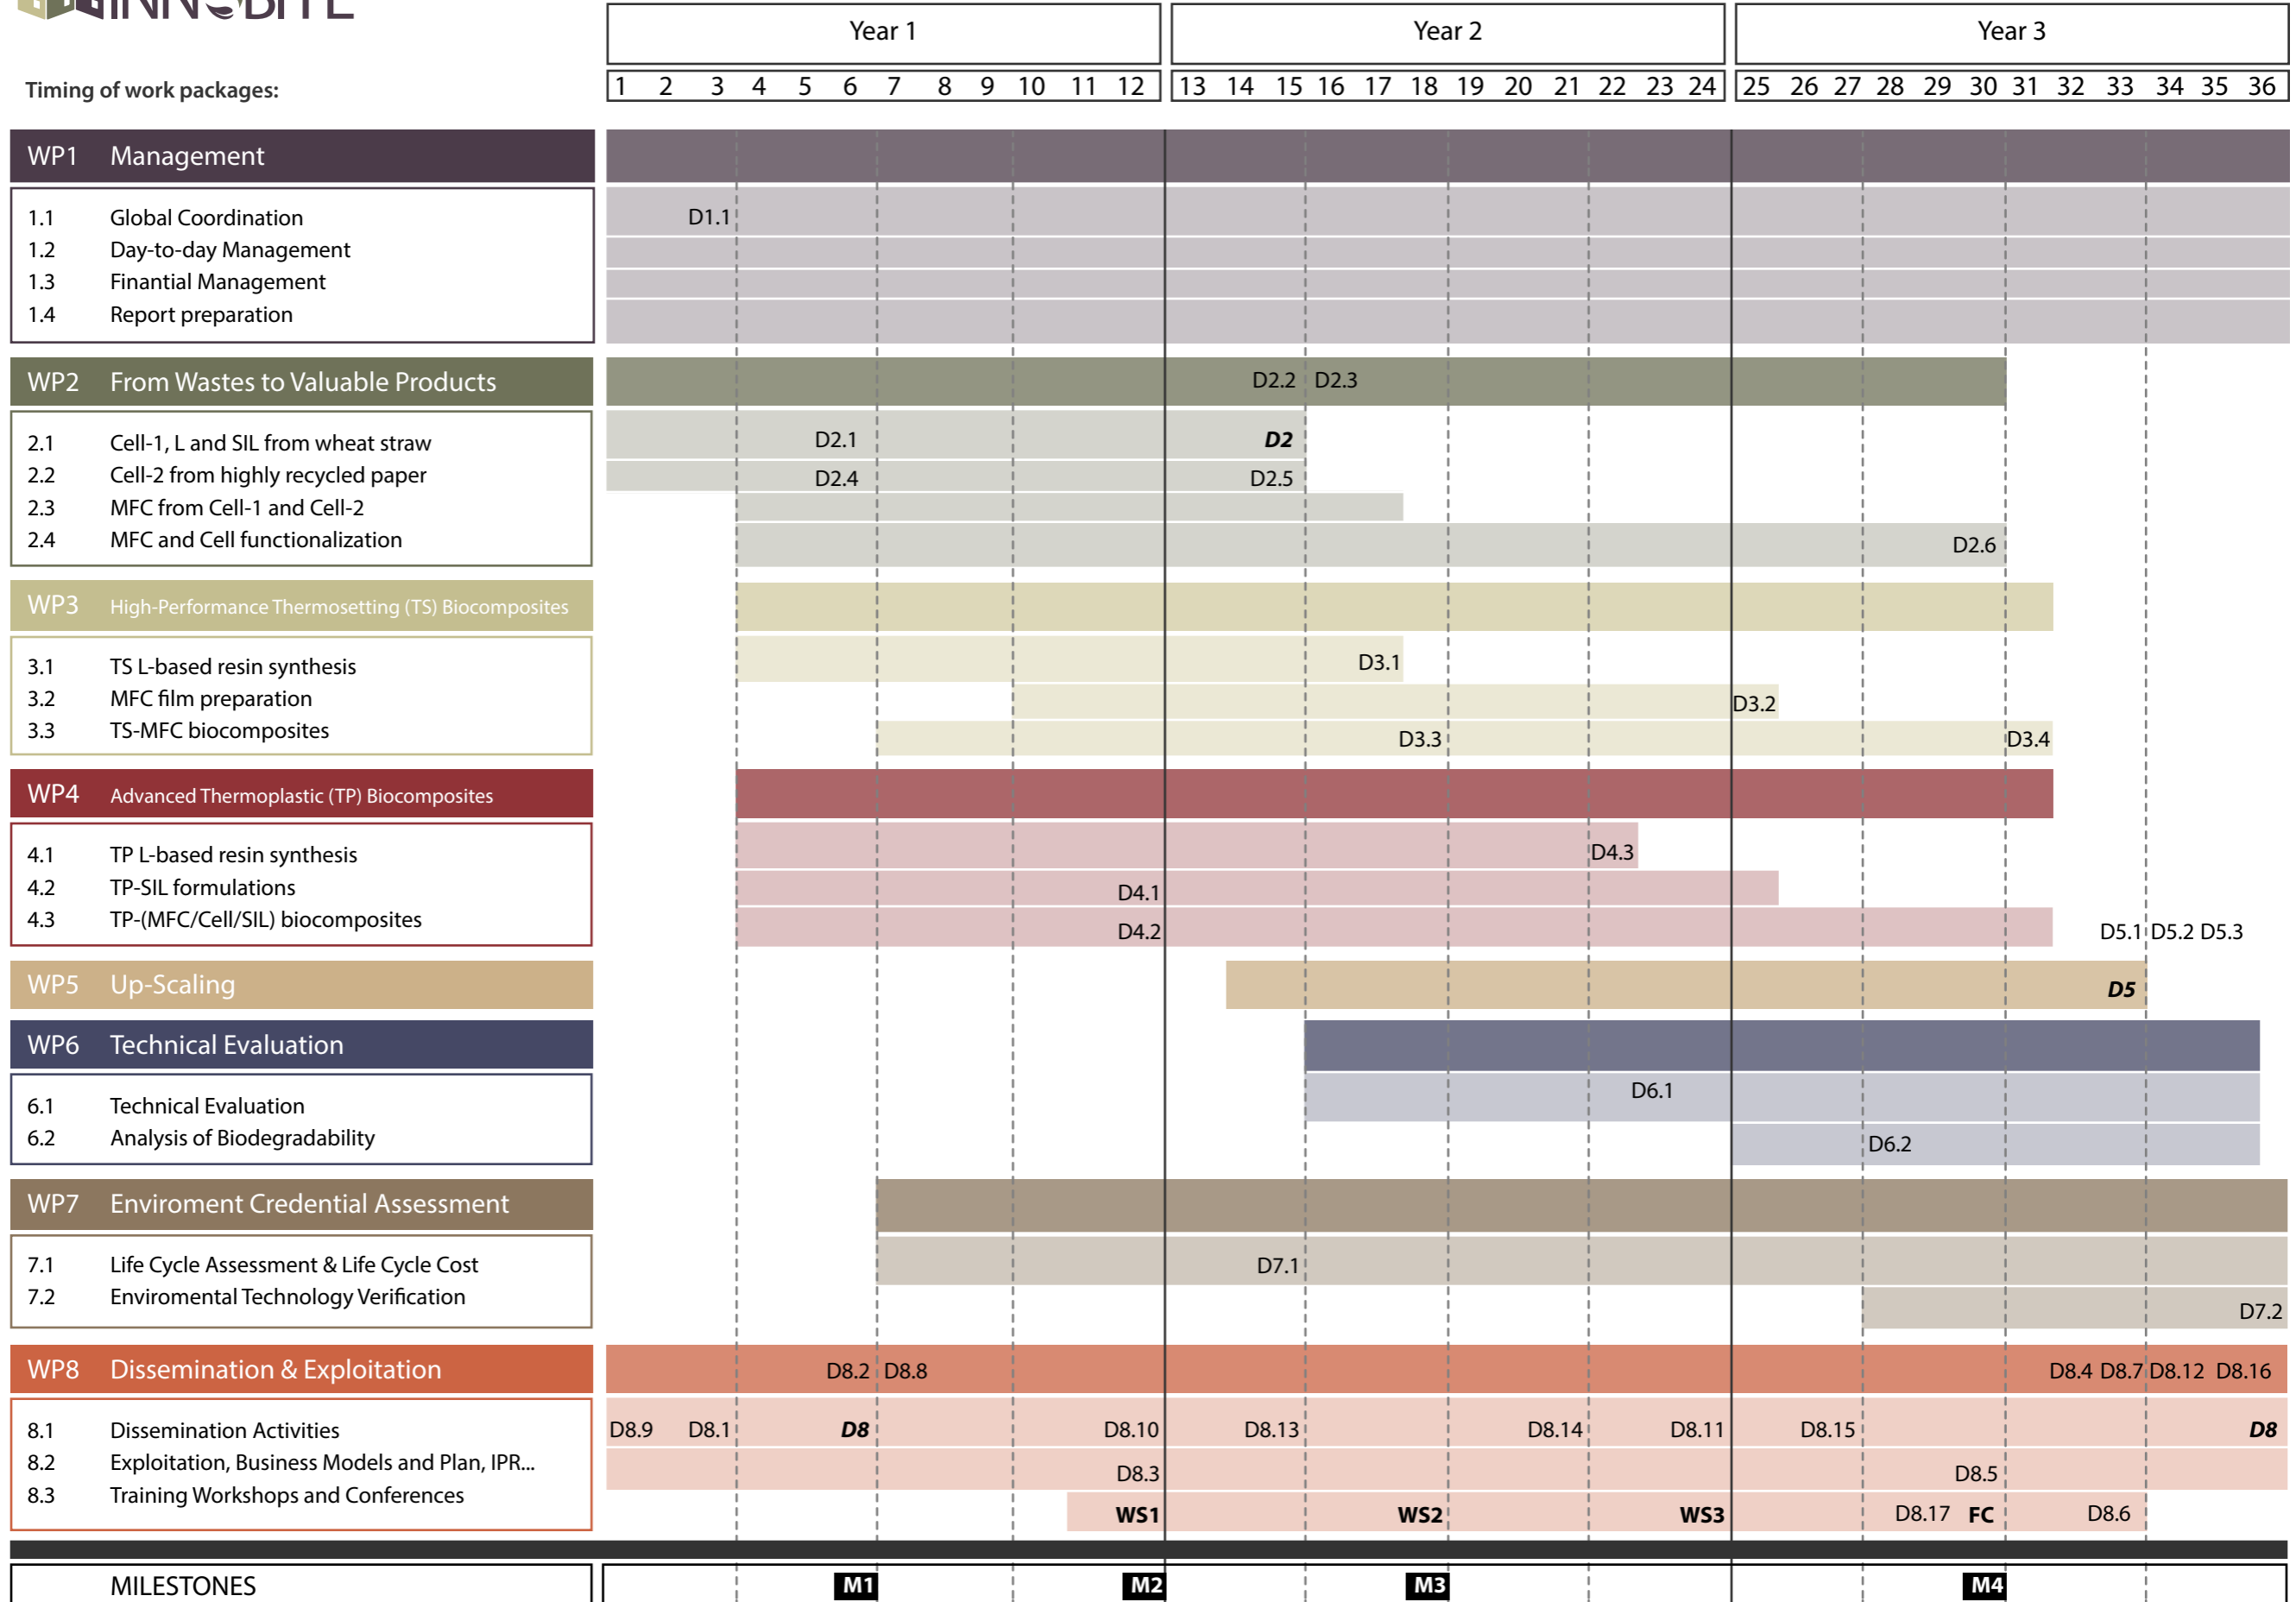 INNOBITE
Year 1 Year 2 Year 3
Timing of work packages:
1 2 3 4 5 6 7 8 9 10 11 12 13 14 15 16 17 18 19 20 21 22 23 24 25 26 27 28 29 30 31 32 33 34 35 36
WP1 Management
1.1 Global Coordination D1.1
1.2 Day-to-day Management
1.3 Finantial Management
1.4 Report preparation
WP2 From Wastes to Valuable Products D2.2 D2.3
2.1 Cell-1, L and SIL from wheat straw D2.1 D2
2.2 Cell-2 from highly recycled paper D2.4 D2.5
2.3 MFC from Cell-1 and Cell-2
2.4 MFC and Cell functionalization D2.6
WP3 High-Performance Thermosetting (TS) Biocomposites
3.1 TS L-based resin synthesis D3.1
3.2 MFC film preparation D3.2
3.3 TS-MFC biocomposites D3.3 D3.4
WP4 Advanced Thermoplastic (TP) Biocomposites
4.1 TP L-based resin synthesis D4.3
4.2 TP-SIL formulations D4.1
4.3 TP-(MFC/Cell/SIL) biocomposites D4.2 D5.1 D5.2 D5.3
WP5 Up-Scaling D5
WP6 Technical Evaluation
6.1 Technical Evaluation D6.1
6.2 Analysis of Biodegradability D6.2
WP7 Enviroment Credential Assessment
7.1 Life Cycle Assessment & Life Cycle Cost D7.1
7.2 Enviromental Technology Verification D7.2
WP8 Dissemination & Exploitation D8.2 D8.8 D8.4 D8.7 D8.12 D8.16
8.1 Dissemination Activities D8.9 D8.1 D8 D8.10 D8.13 D8.14 D8.11 D8.15 D8
8.2 Exploitation, Business Models and Plan, IPR... D8.3 D8.5
8.3 Training Workshops and Conferences WS1 WS2 WS3 D8.17 FC D8.6
MILESTONES M1 M2 M3 M4